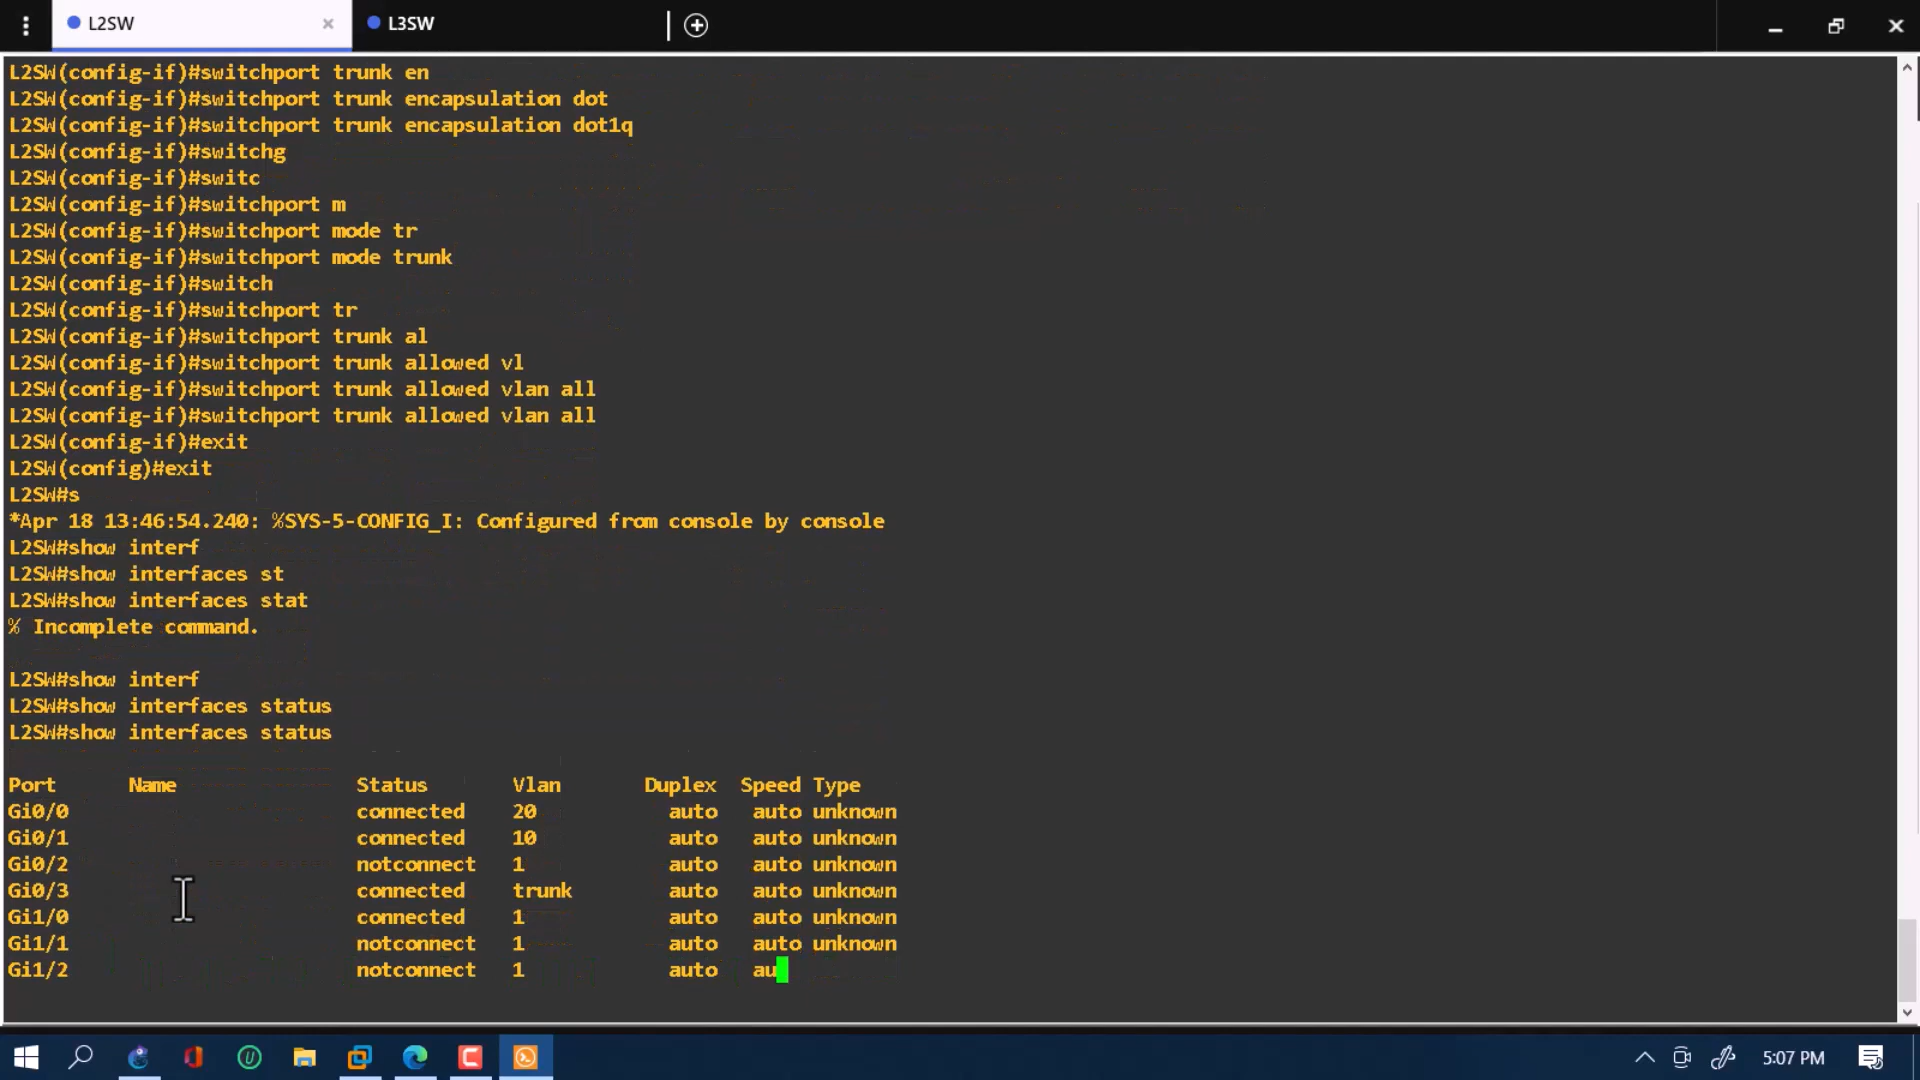 L2SW
L3SW
L2SW(config-if)#switchport trunk en
L2SW(config-if)#switchport trunk encapsulation dot
L2SW(config-if)#switchport trunk encapsulation dot1q
L2SW(config-if)#switchg
L2SW(config-if)#switc
L2SW(config-if)#switchport m
L2SW(config-if)#switchport mode tr
L2SW(config-if)#switchport mode trunk
L2SW(config-if)#switch
L2SW(config-if)#switchport tr
L2SW(config-if)#switchport trunk al
L2SW(config-if)#switchport trunk allowed vl
L2SW(config-if)#switchport trunk allowed vlan all
L2SW(config-if)#switchport trunk allowed vlan all
L2SW(config-if)#exit
L2SW(config)#exit
L2SW#s
*Apr 18 13:46:54.240: %SYS-5-CONFIG_I: Configured from console by console
L2SW#show interf
L2SW#show interfaces st
L2SW#show interfaces stat
% Incomplete command.
L2SW#show interf
L2SW#show interfaces status
L2SW#show interfaces status
Port Name Status Vlan Duplex Speed Type
Gi0/0 connected 20 auto auto unknown
Gi0/1 connected 10 auto auto unknown
Gi0/2 notconnect 1 auto auto unknown
Gi0/3 connected trunk auto auto unknown
Gi1/0 connected 1 auto auto unknown
Gi1/1 notconnect 1 auto auto unknown
Gi1/2 notconnect 1 auto au
5:07 PM